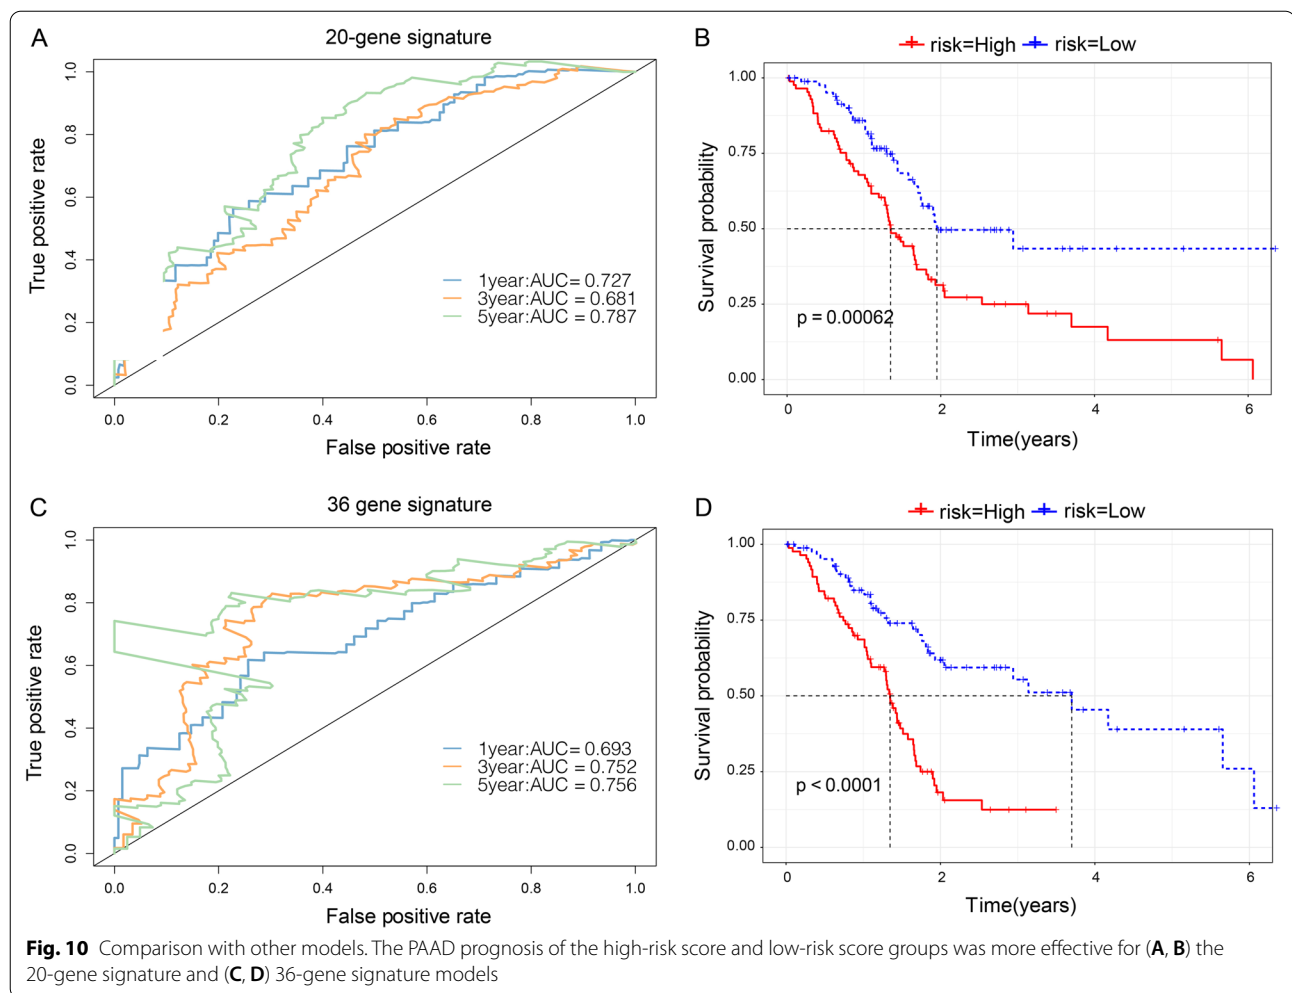 A
20-gene signature
True positive rate
1.0
0.8
0.6
0.4
0.2
0.0
1year:AUC= 0.727
3year:AUC = 0.681
5year:AUC = 0.787
0.0 0.2 0.4 0.6 0.8 1.0
False positive rate
B
risk=High risk=Low
Survival probability
1.00
0.75
0.50
0.25
0.00
p = 0.00062
0 2 4 6
Time(years)
C
36 gene signature
True positive rate
1.0
0.8
0.6
0.4
0.2
0.0
1year:AUC= 0.693
3year:AUC = 0.752
5year:AUC = 0.756
0.0 0.2 0.4 0.6 0.8 1.0
False positive rate
D
risk=High risk=Low
Survival probability
1.00
0.75
0.50
0.25
0.00
p < 0.0001
0 2 4 6
Time(years)
Fig. 10 Comparison with other models. The PAAD prognosis of the high-risk score and low-risk score groups was more effective for (A, B) the
20-gene signature and (C, D) 36-gene signature models